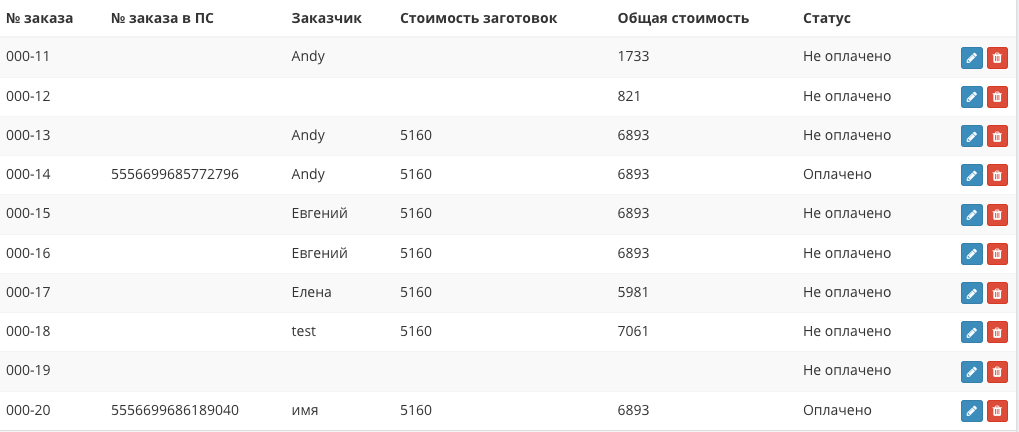 № заказа № заказа в ПС Заказчик Стоимость заготовок Общая стоимость Статус
000-11 Andy 1733 Не оплачено
000-12 821 Не оплачено
000-13 Andy 5160 6893 Не оплачено
000-14 5556699685772796 Andy 5160 6893 Оплачено
000-15 Евгений 5160 6893 Не оплачено
000-16 Евгений 5160 6893 Не оплачено
000-17 Елена 5160 5981 Не оплачено
000-18 test 5160 7061 Не оплачено
000-19 Не оплачено
000-20 5556699686189040 имя 5160 6893 Оплачено